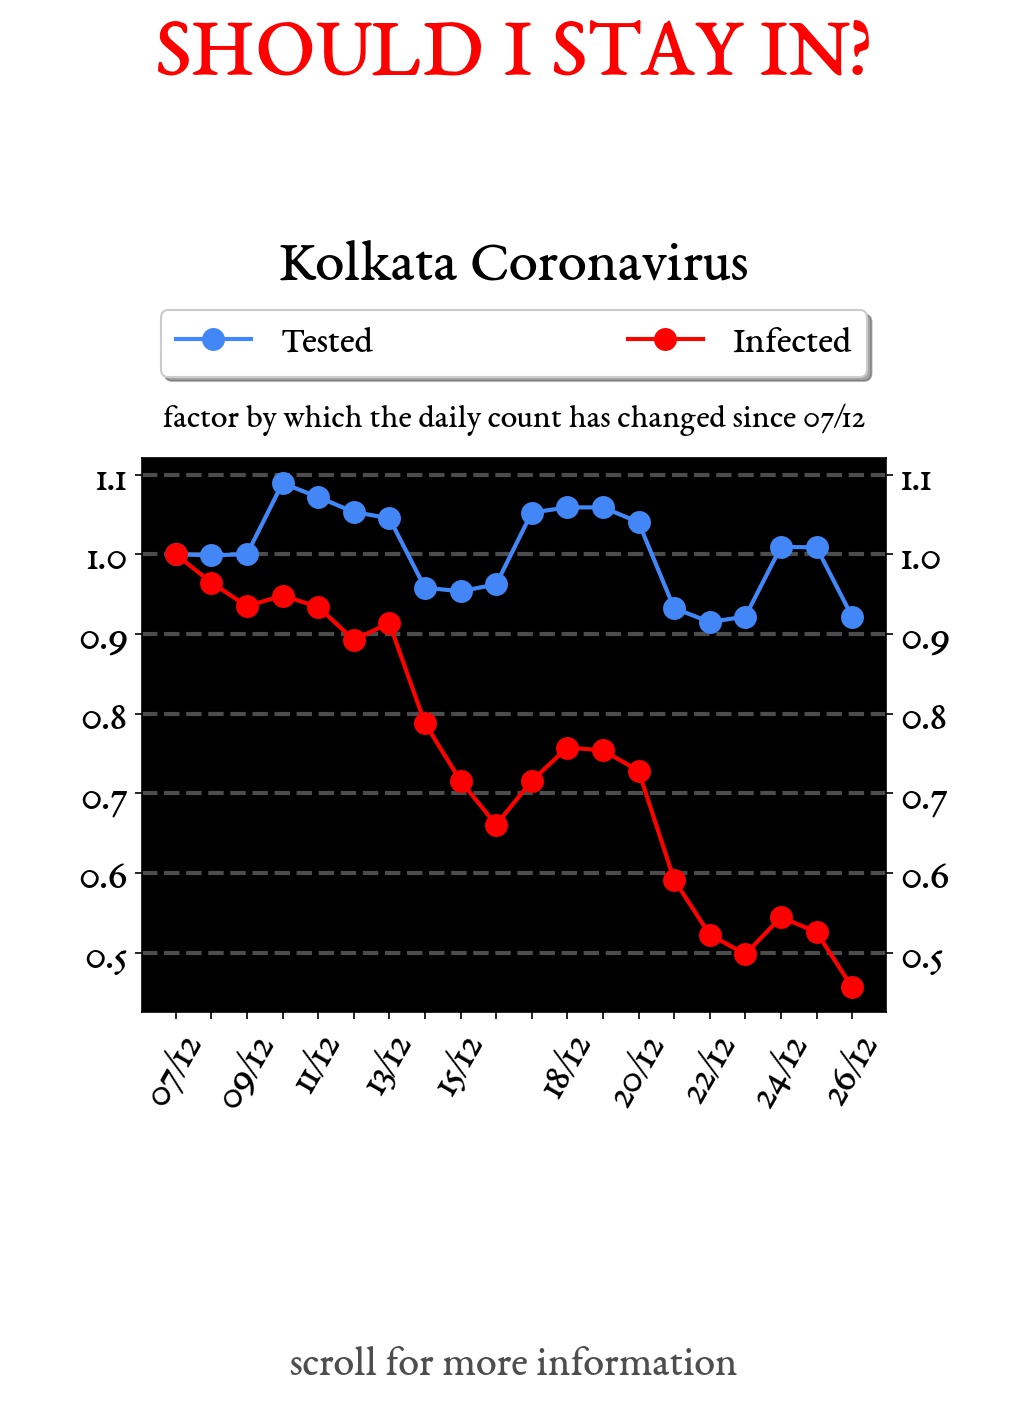 SHOULD I STAY IN?
Kolkata Coronavirus
Tested Infected
factor by which the daily count has changed since 07/12
1.1 1.1
1.0 1.0
0.9 0.9
0.8 0.8
0.7 0.7
0.6 0.6
0.5 0.5
07/12 09/12 11/12 13/12 15/12 18/12 20/12 22/12 24/12 26/12
scroll for more information